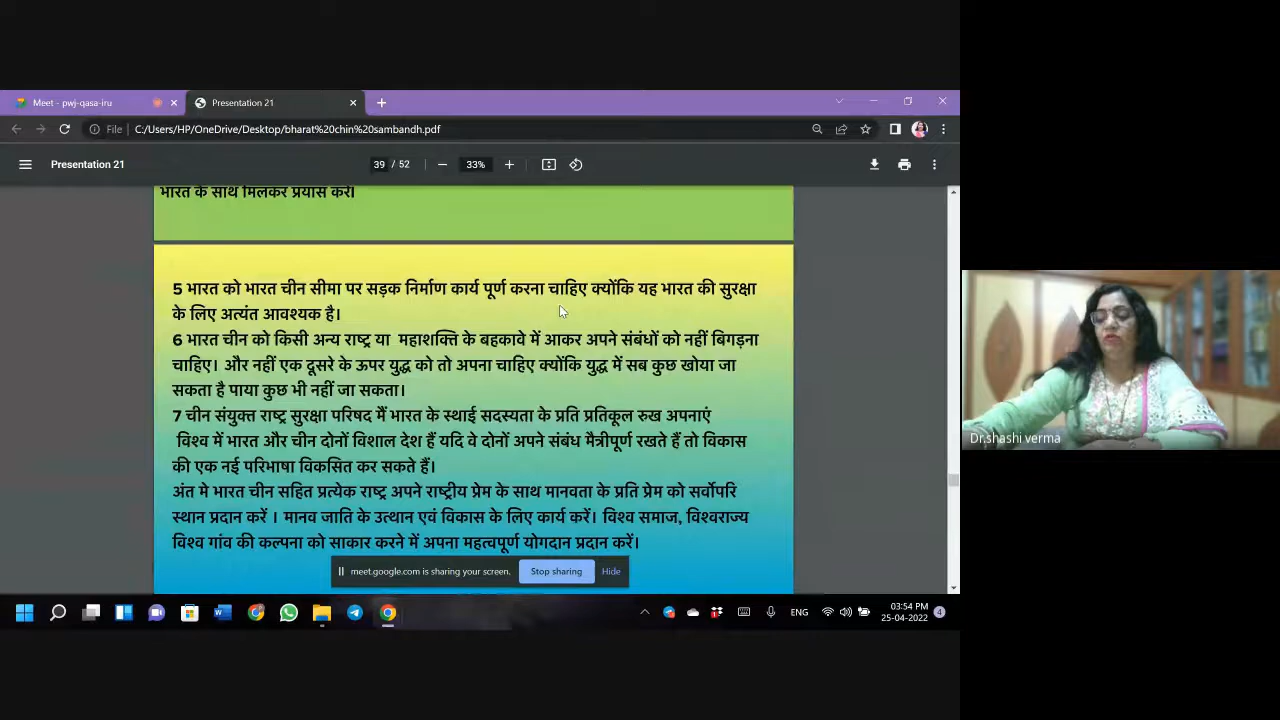 Meet - pwj-qasa-iru
Presentation 21
File C:/Users/HP/OneDrive/Desktop/bharat%20chin%20sambandh.pdf
Presentation 21
39 / 52
33%
भारत के साथ मिलकर प्रयास करें।
5 भारत को भारत चीन सीमा पर सड़क निर्माण कार्य पूर्ण करना चाहिए क्योंकि यह भारत की सुरक्षा
के लिए अत्यंत आवश्यक है।
6 भारत चीन को किसी अन्य राष्ट्र या महाशक्ति के बहकावे में आकर अपने संबंधों को नहीं बिगड़ना
चाहिए। और नहीं एक दूसरे के ऊपर युद्ध को तो अपना चाहिए क्योंकि युद्ध में सब कुछ खोया जा
सकता है पाया कुछ भी नहीं जा सकता।
7 चीन संयुक्त राष्ट्र सुरक्षा परिषद मैं भारत के स्थाई सदस्यता के प्रति प्रतिकूल रुख अपनाएं
विश्व में भारत और चीन दोनों विशाल देश हैं यदि वे दोनों अपने संबंध मैत्रीपूर्ण रखते हैं तो विकास
की एक नई परिभाषा विकसित कर सकते हैं।
अंत मे भारत चीन सहित प्रत्येक राष्ट्र अपने राष्ट्रीय प्रेम के साथ मानवता के प्रति प्रेम को सर्वोपरि
स्थान प्रदान करें । मानव जाति के उत्थान एवं विकास के लिए कार्य करें। विश्व समाज, विश्वराज्य
विश्व गांव की कल्पना को साकार करने में अपना महत्वपूर्ण योगदान प्रदान करें।
meet.google.com is sharing your screen. Stop sharing Hide
Dr.shashi verma
ENG
03:54 PM
25-04-2022
4